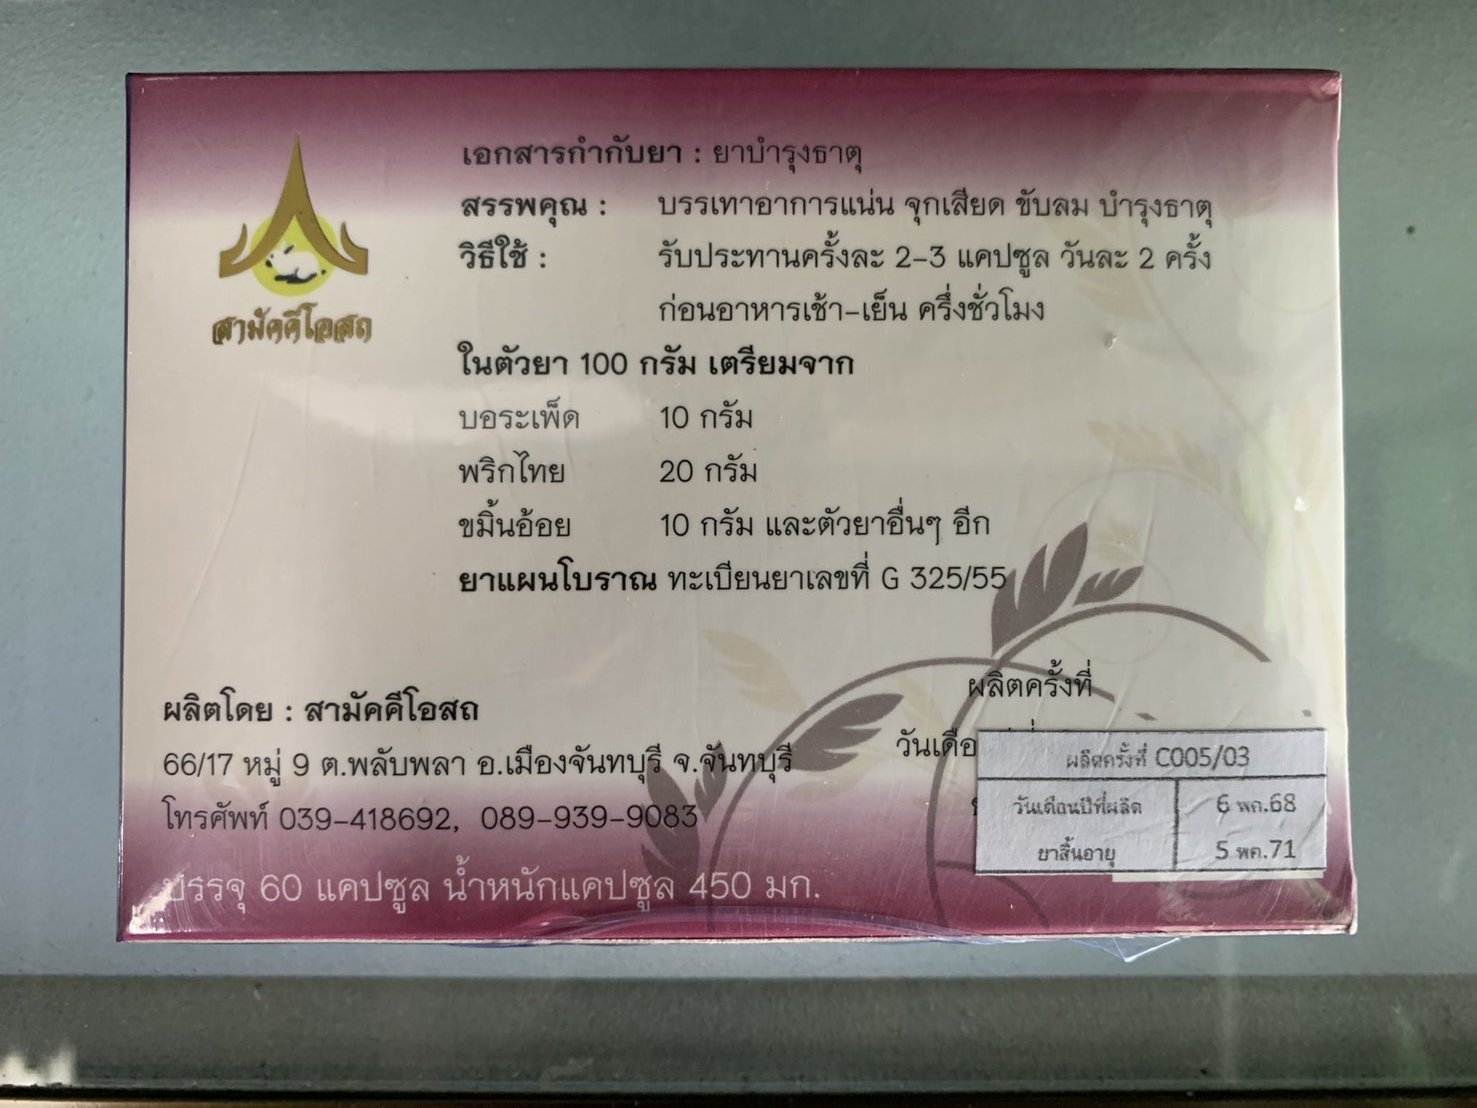 สามัคคีโอสถ
เอกสารกำกับยา : ยาบำรุงธาตุ
สรรพคุณ : บรรเทาอาการแน่น จุกเสียด ขับลม บำรุงธาตุ
วิธีใช้ : รับประทานครั้งละ 2-3 แคปซูล วันละ 2 ครั้ง
ก่อนอาหารเช้า-เย็น ครึ่งชั่วโมง
ในตัวยา 100 กรัม เตรียมจาก
บอระเพ็ด 10 กรัม
พริกไทย 20 กรัม
ขมิ้นอ้อย 10 กรัม และตัวยาอื่นๆ อีก
ยาแผนโบราณ ทะเบียนยาเลขที่ G 325/55
ผลิตโดย : สามัคคีโอสถ
66/17 หมู่ 9 ต.พลับพลา อ.เมืองจันทบุรี จ.จันทบุรี
โทรศัพท์ 039-418692, 089-939-9083
บรรจุ 60 แคปซูล น้ำหนักแคปซูล 450 มก.
ผลิตครั้งที่
วันเดือ
ผลิตครั้งที่ C005/03
วันเดือนปีที่ผลิต 6 พค.68
ยาสิ้นอายุ 5 พค.71